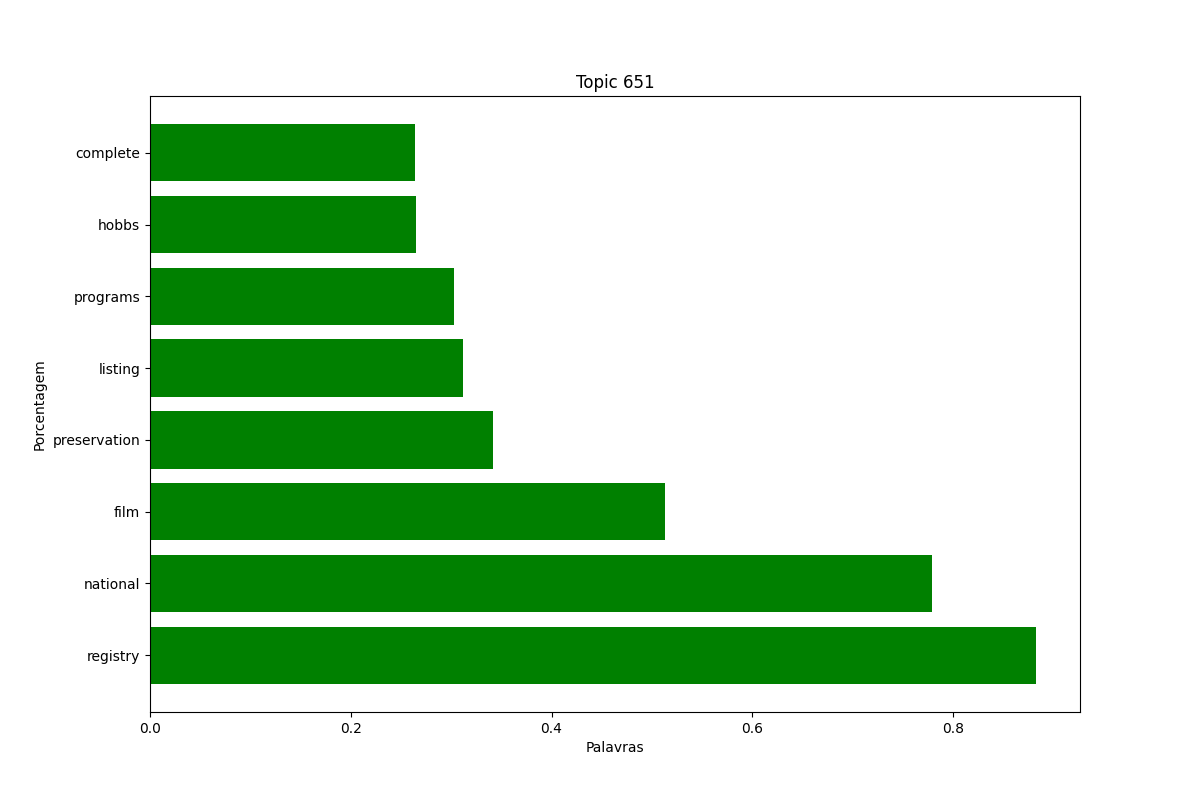 Topic 651
complete
hobbs
programs
listing
preservation
film
national
registry
Porcentagem
0.0 0.2 0.4 0.6 0.8
Palavras